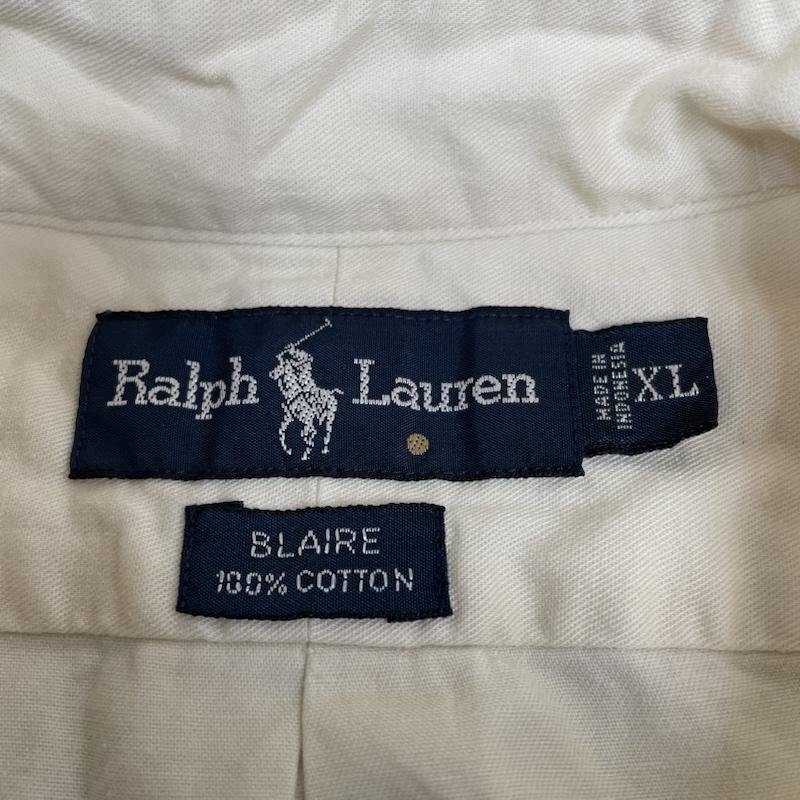 Ralph Lauren
MADE IN
INDONESIA
XL
BLAIRE
100% COTTON